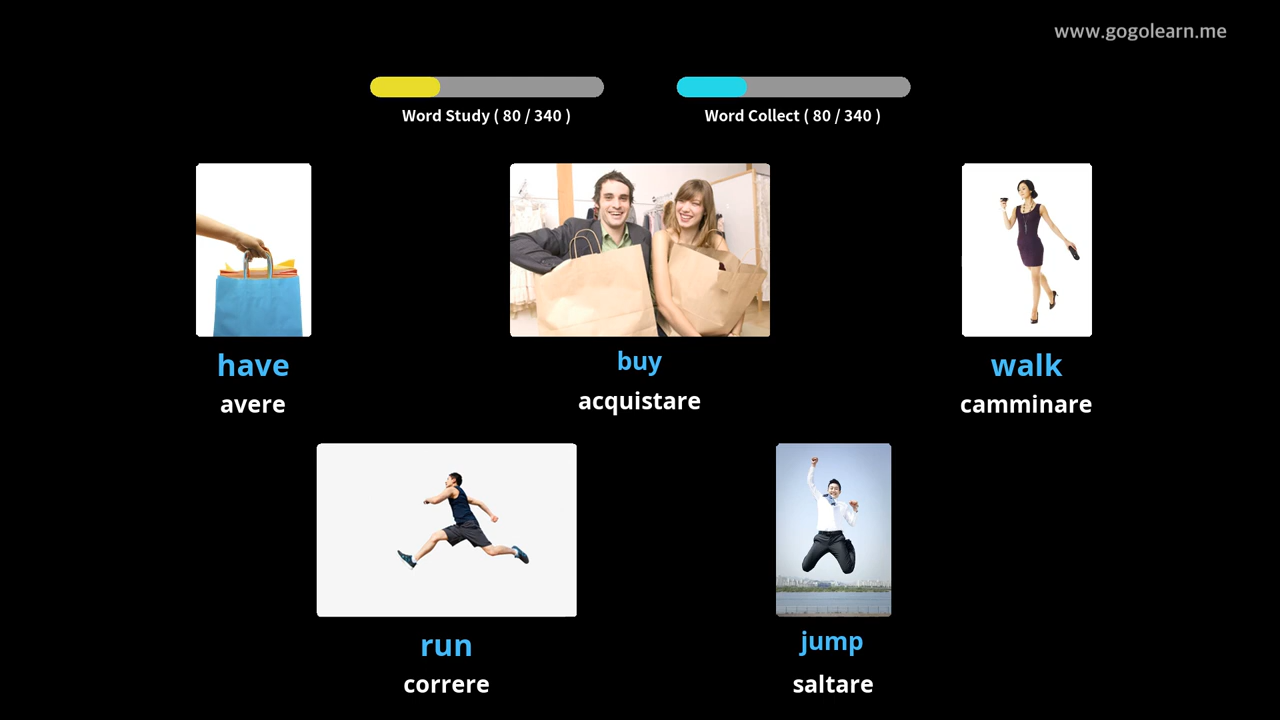 www.gogolearn.me
Word Study ( 80 / 340 )
Word Collect ( 80 / 340 )
have
avere
buy
acquistare
walk
camminare
run
correre
jump
saltare